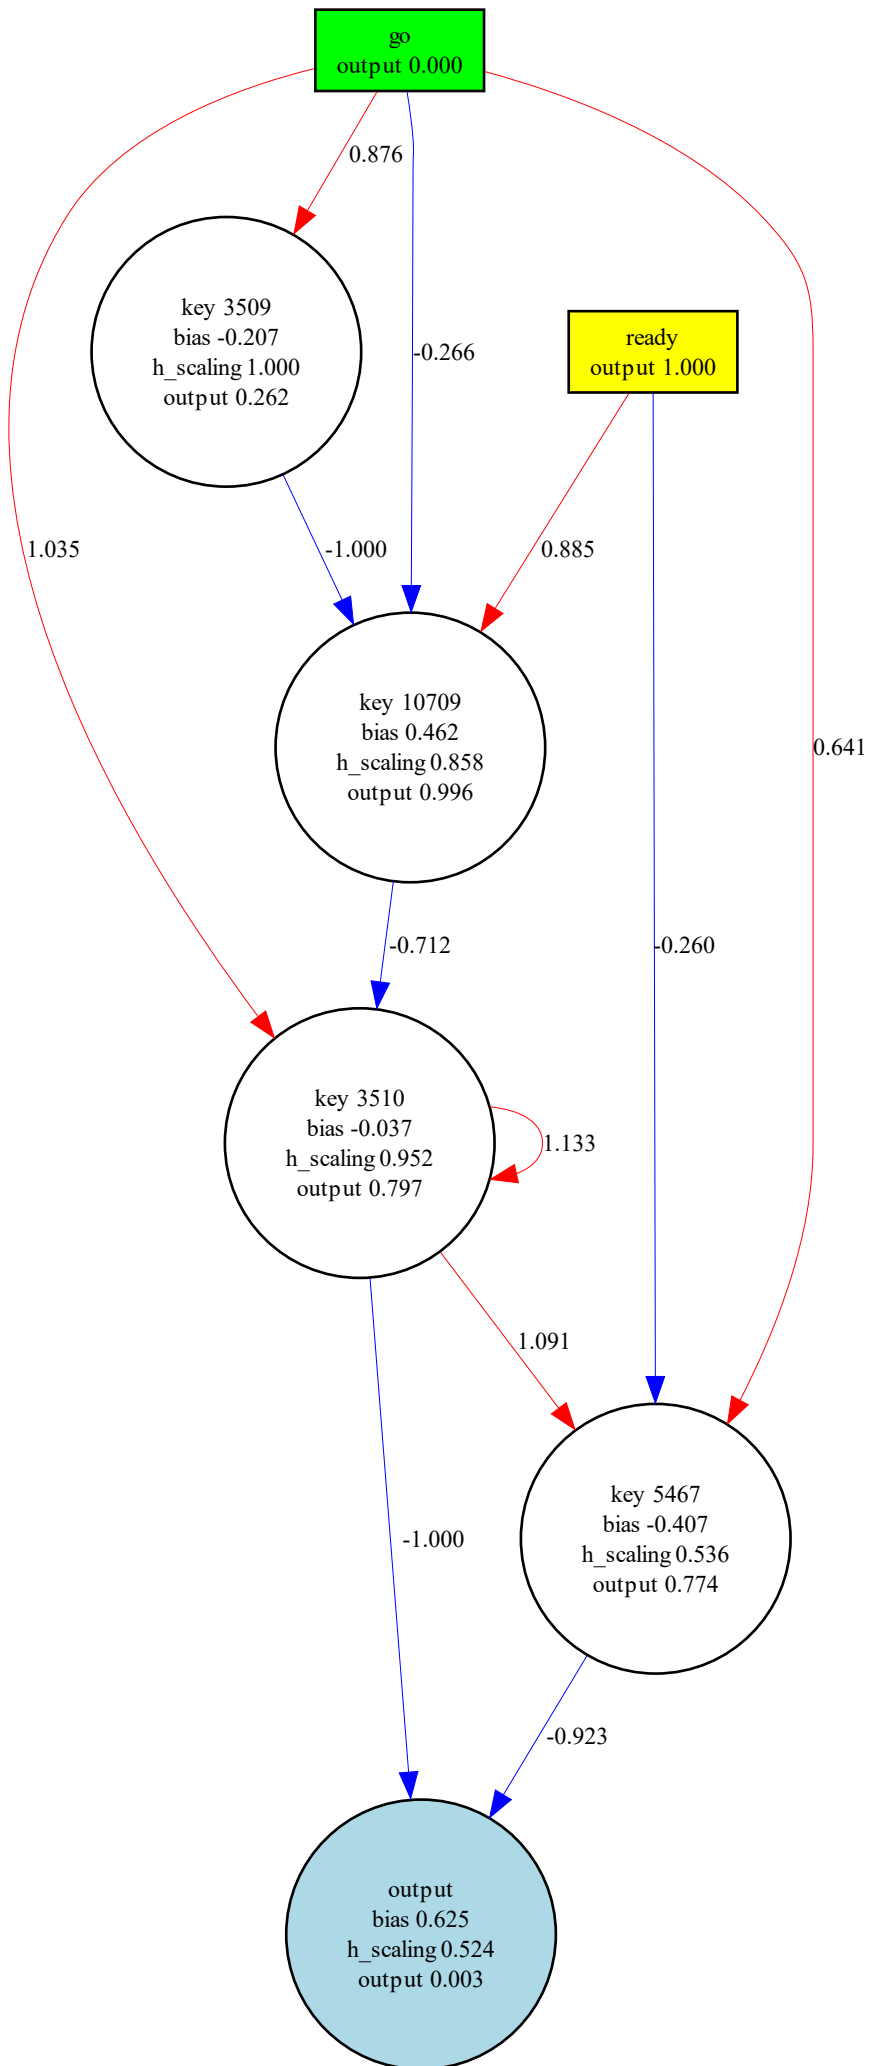 go
output 0.000
0.876
key 3509
bias -0.207
h_scaling 1.000
output 0.262
-0.266
ready
output 1.000
1.035
-1.000
0.885
key 10709
bias 0.462
h_scaling 0.858
output 0.996
0.641
-0.712
-0.260
key 3510
bias -0.037
h_scaling 0.952
output 0.797
1.133
1.091
key 5467
bias -0.407
h_scaling 0.536
output 0.774
-1.000
-0.923
output
bias 0.625
h_scaling 0.524
output 0.003